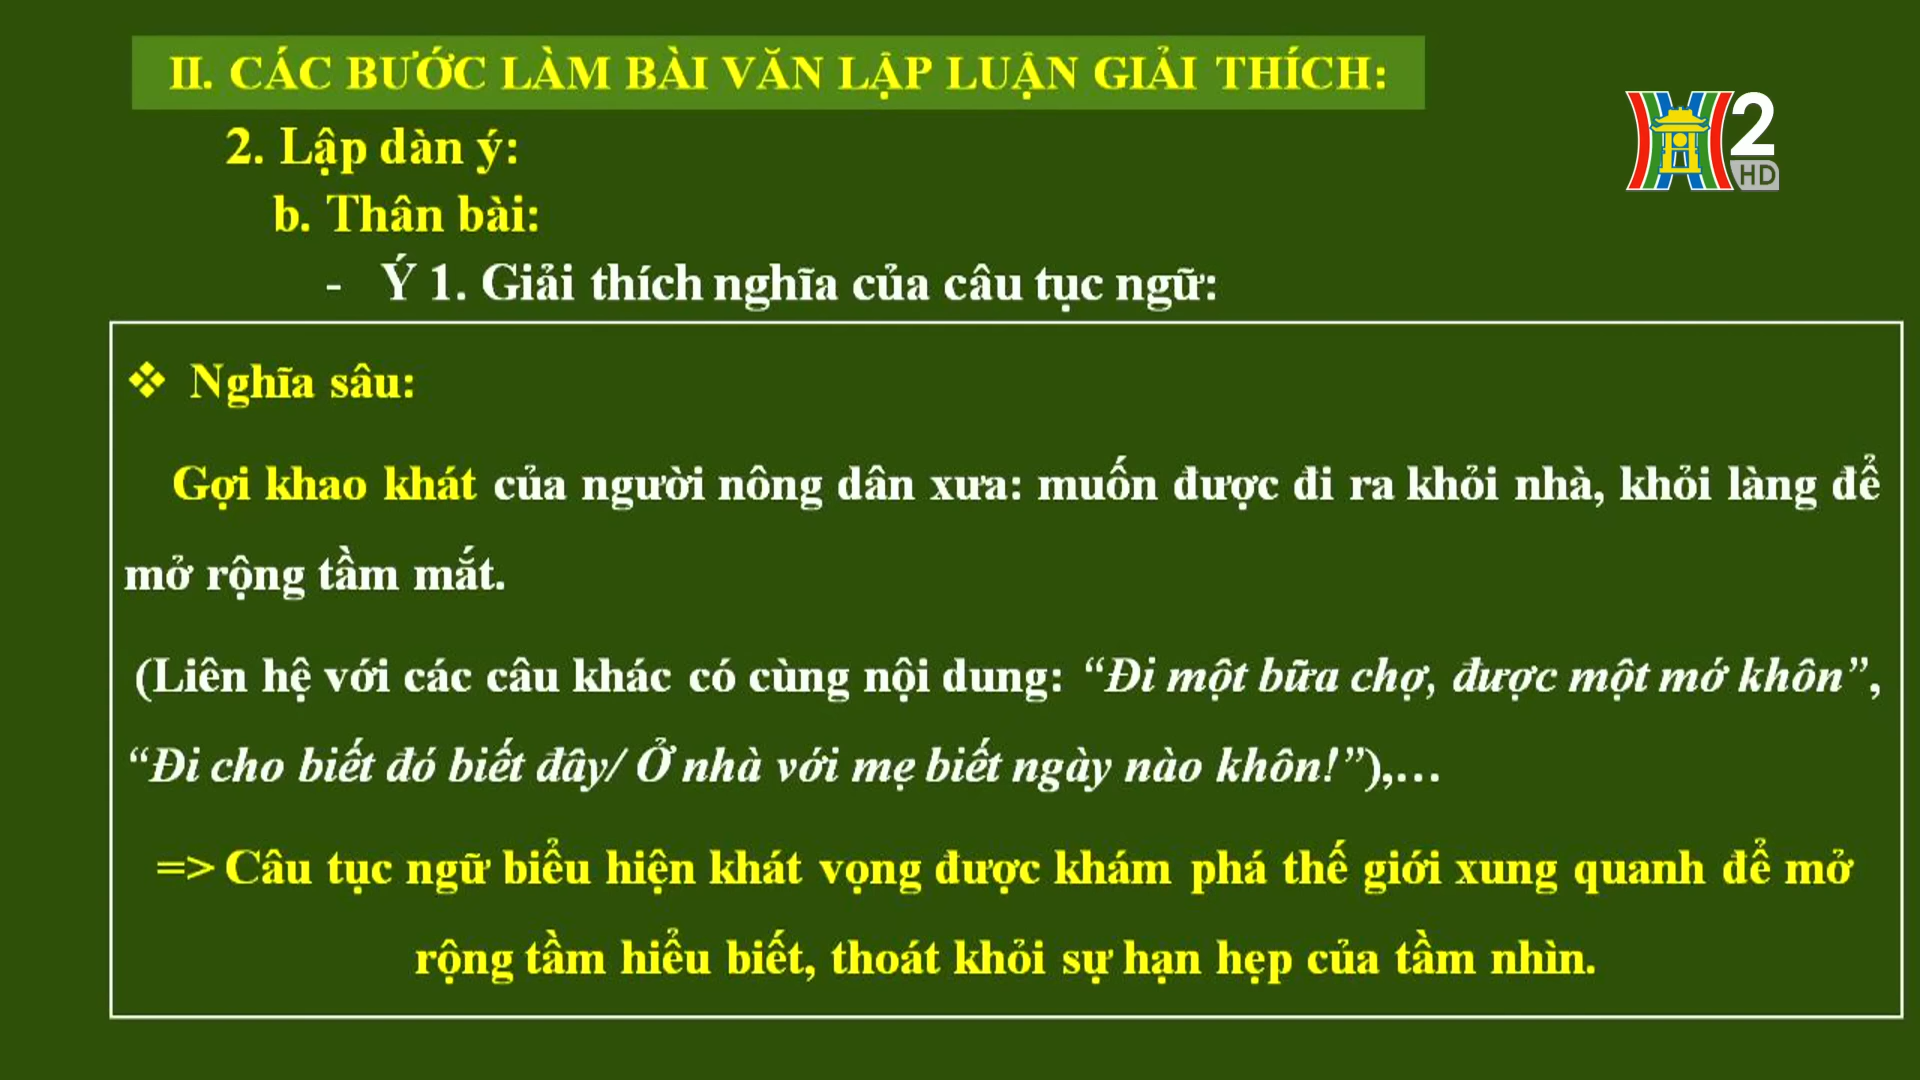 II. CÁC BƯỚC LÀM BÀI VĂN LẬP LUẬN GIẢI THÍCH:
2
HD
2. Lập dàn ý:
b. Thân bài:
- Ý 1. Giải thích nghĩa của câu tục ngữ:
❖ Nghĩa sâu:
Gợi khao khát của người nông dân xưa: muốn được đi ra khỏi nhà, khỏi làng để
mở rộng tầm mắt.
(Liên hệ với các câu khác có cùng nội dung: “Đi một bữa chợ, được một mớ khôn”,
“Đi cho biết đó biết đây/ Ở nhà với mẹ biết ngày nào khôn!”),…
=> Câu tục ngữ biểu hiện khát vọng được khám phá thế giới xung quanh để mở
rộng tầm hiểu biết, thoát khỏi sự hạn hẹp của tầm nhìn.